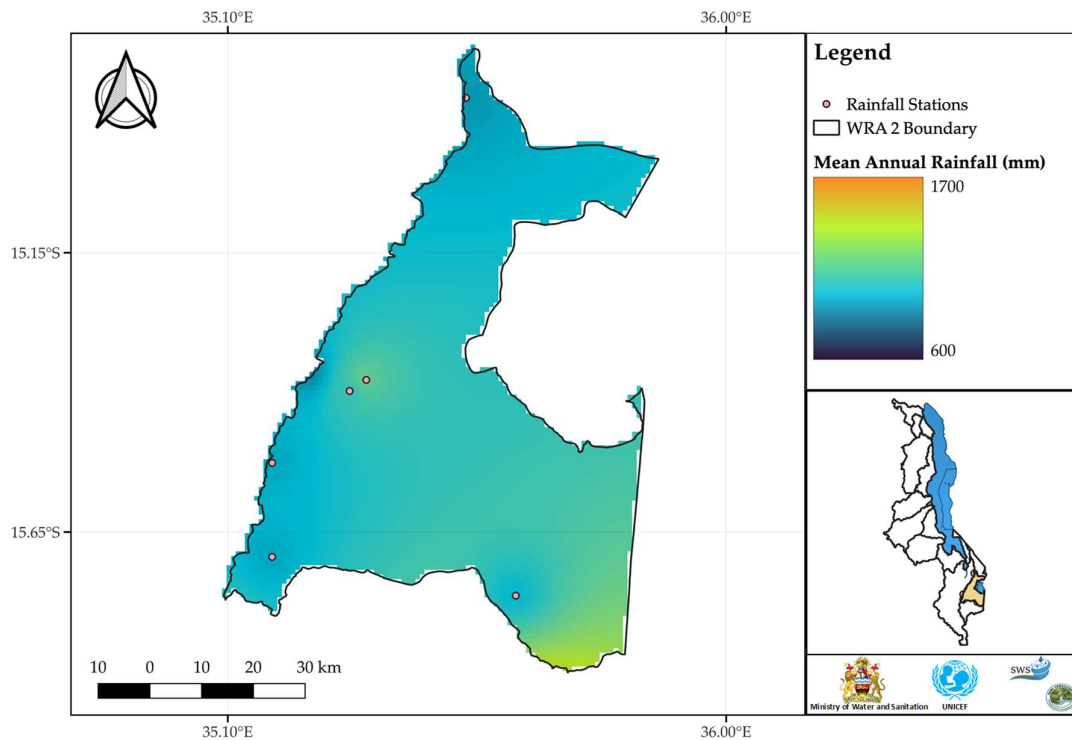 35.10°E 36.00°E
15.15°S
15.65°S
10 0 10 20 30 km
35.10°E 36.00°E
Legend
Rainfall Stations
WRA 2 Boundary
Mean Annual Rainfall (mm)
1700
600
SWS
Ministry of Water and Sanitation UNICEF